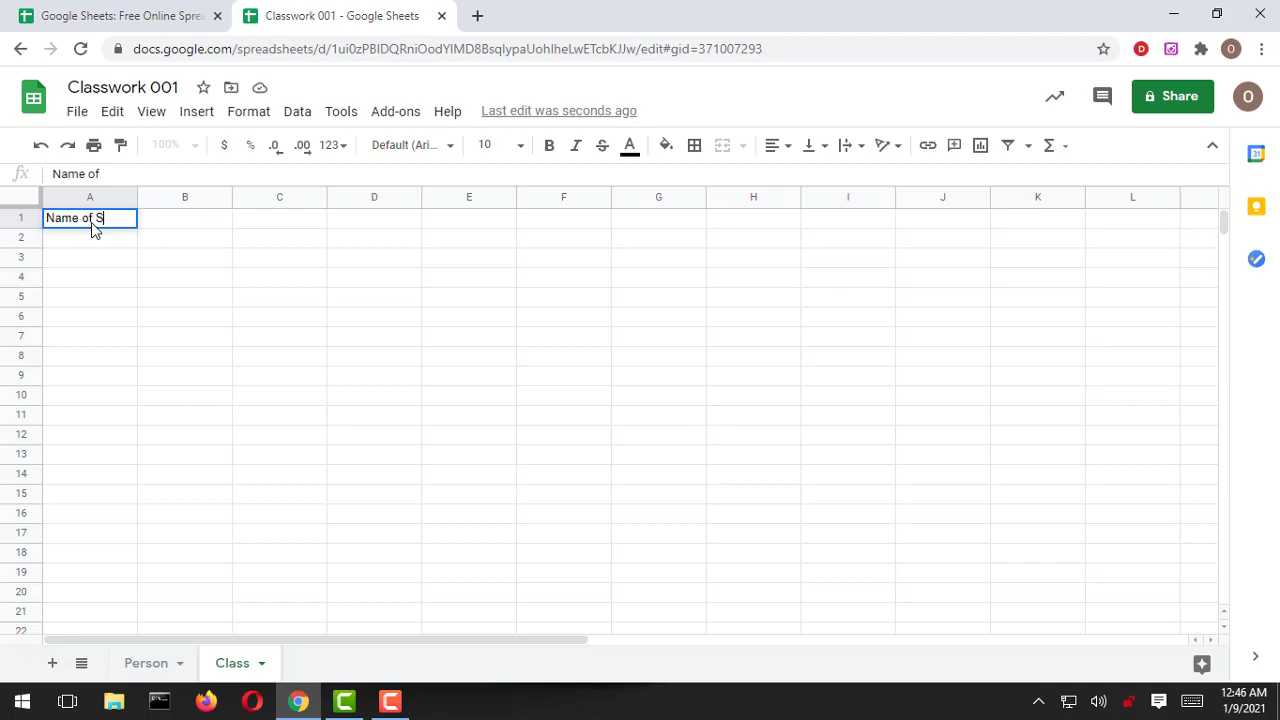 Google Sheets: Free Online Spre
Classwork 001 - Google Sheets
docs.google.com/spreadsheets/d/1ui0zPBIDQRniOodYIMD8BsqIypaUohIheLwETcbKJJw/edit#gid=371007293
O
Classwork 001
File Edit View Insert Format Data Tools Add-ons Help Last edit was seconds ago
Share
O
100% $ % .0 .00 123 Default (Ari... 10 B I S A
fx Name of
A B C D E F G H I J K L
1 Name of S
2
3
4
5
6
7
8
9
10
11
12
13
14
15
16
17
18
19
20
21
22
31
Person Class
12:46 AM
1/9/2021